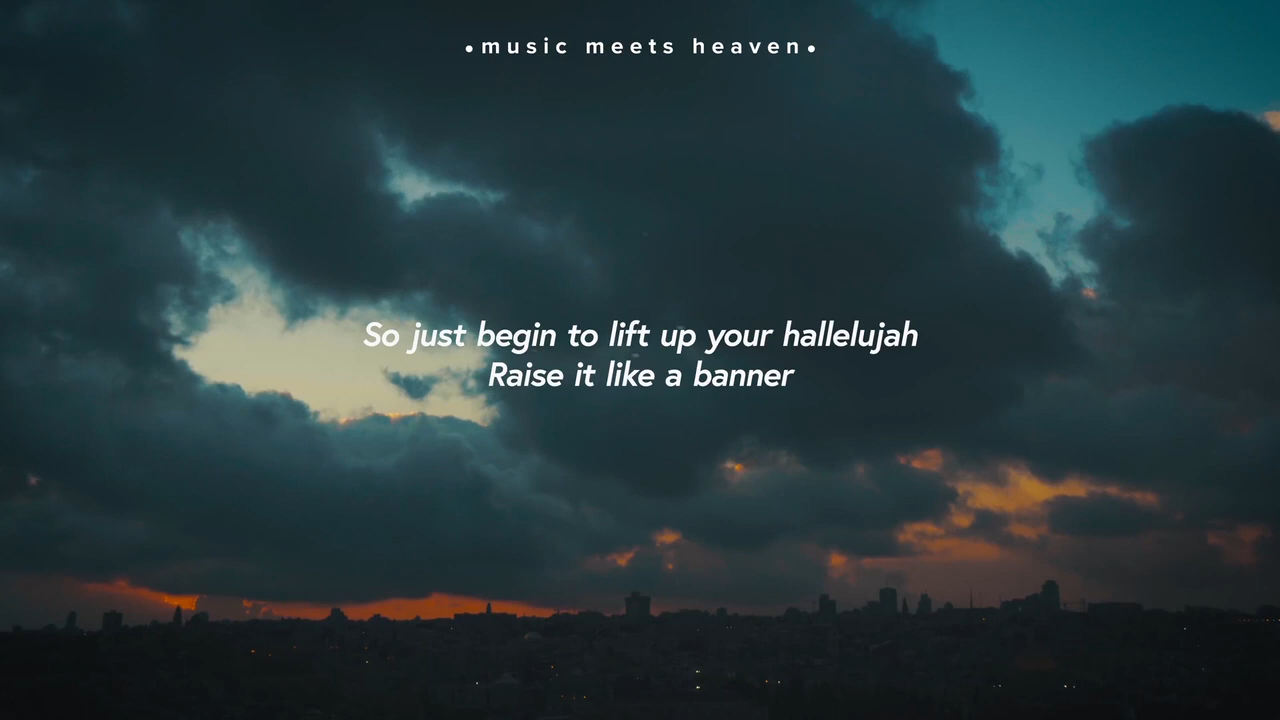 •music meets heaven•
So just begin to lift up your hallelujah
Raise it like a banner